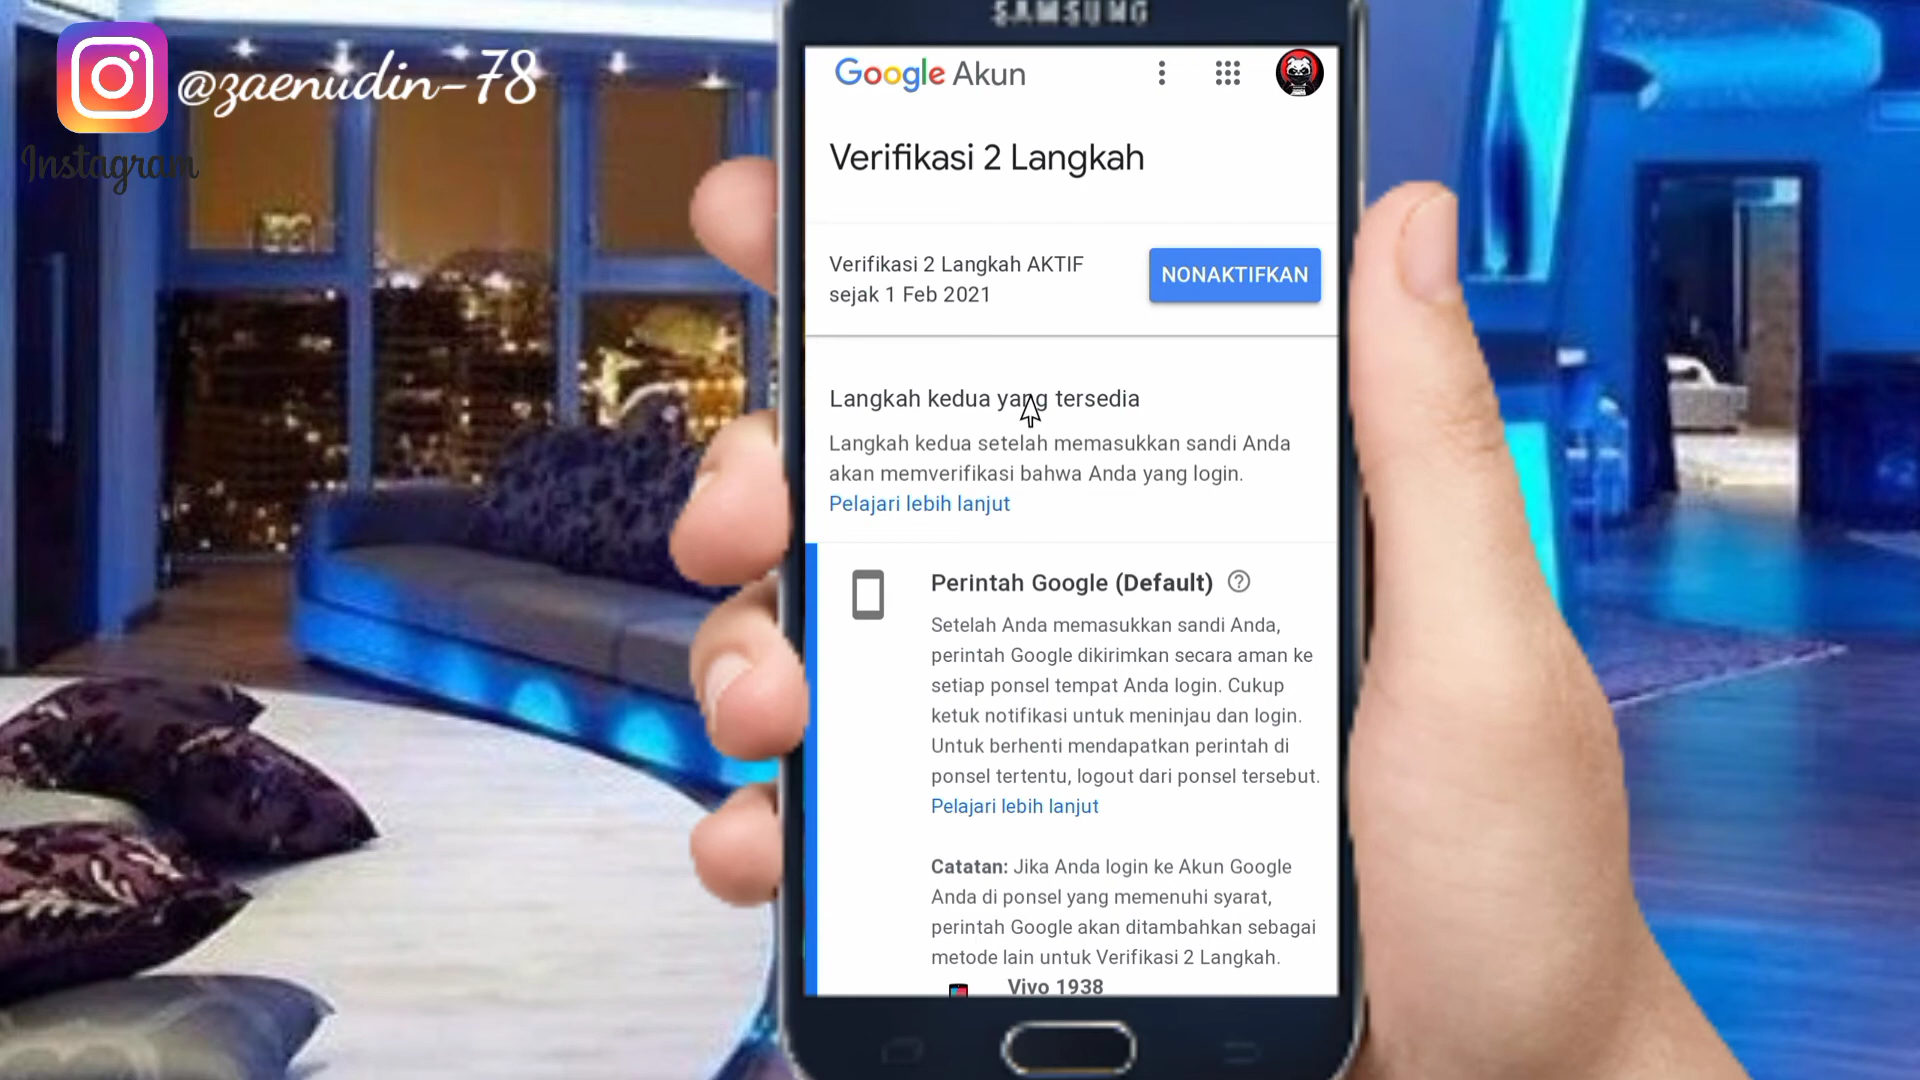 @zaenudin-78
Instagram
SAMSUNG
Google Akun
Verifikasi 2 Langkah
Verifikasi 2 Langkah AKTIF
sejak 1 Feb 2021
NONAKTIFKAN
Langkah kedua yang tersedia
Langkah kedua setelah memasukkan sandi Anda
akan memverifikasi bahwa Anda yang login.
Pelajari lebih lanjut
Perintah Google (Default)
Setelah Anda memasukkan sandi Anda,
perintah Google dikirimkan secara aman ke
setiap ponsel tempat Anda login. Cukup
ketuk notifikasi untuk meninjau dan login.
Untuk berhenti mendapatkan perintah di
ponsel tertentu, logout dari ponsel tersebut.
Pelajari lebih lanjut
Catatan: Jika Anda login ke Akun Google
Anda di ponsel yang memenuhi syarat,
perintah Google akan ditambahkan sebagai
metode lain untuk Verifikasi 2 Langkah.
Vivo 1938